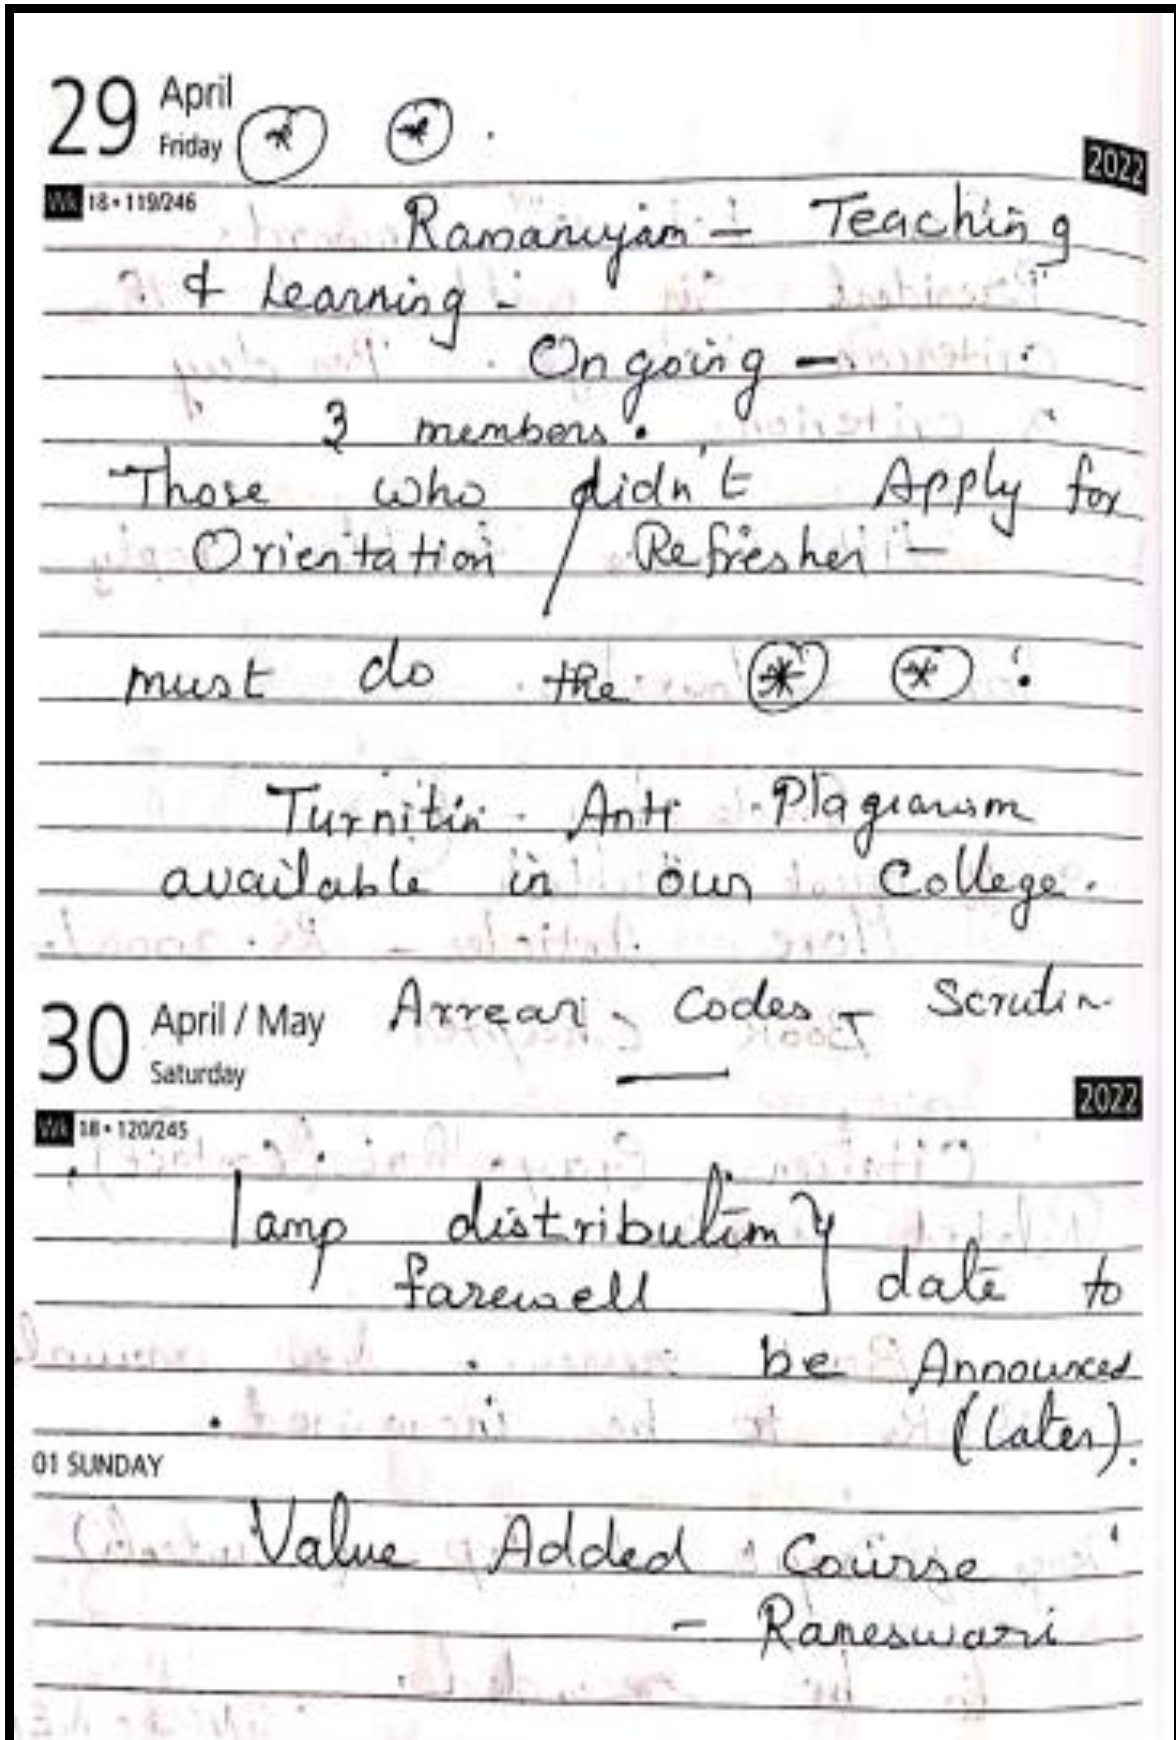 29 April
Friday * * .
2022
Wk 18 • 119/246
Ramanujam - Teaching
& Learning -
Ongoing -
3 members.
Those who didn't Apply for
Orientation / Refresher -
must do the * * :
Turnitin - Anti Plagiarism
available in our College.
30 April / May
Saturday
Arrear - Codes - Scrutin
2022
Wk 18 • 120/245
lamp distribution }
farewell } date to
be Announced
(Later).
01 SUNDAY
Value Added Course
- Rameswari